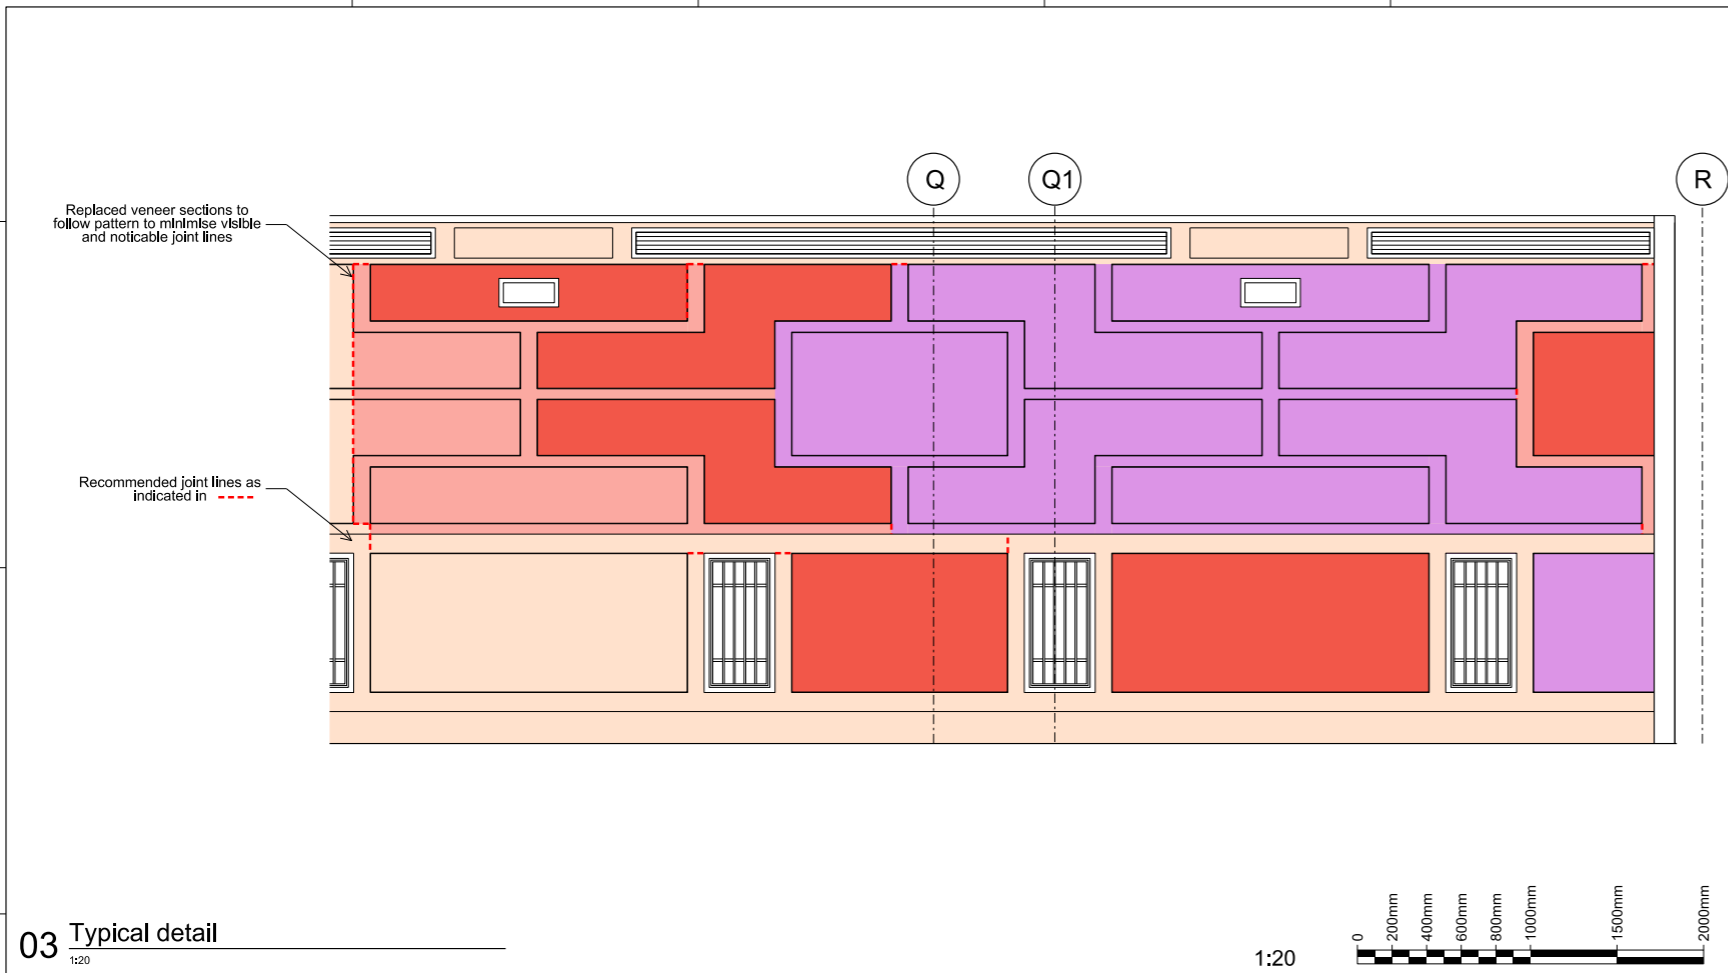 Q
Q1
R
Replaced veneer sections to
follow pattern to minimise visible
and noticable joint lines
Recommended joint lines as
indicated in
03 Typical detail
1:20
1:20
0
200mm
400mm
600mm
800mm
1000mm
1500mm
2000mm